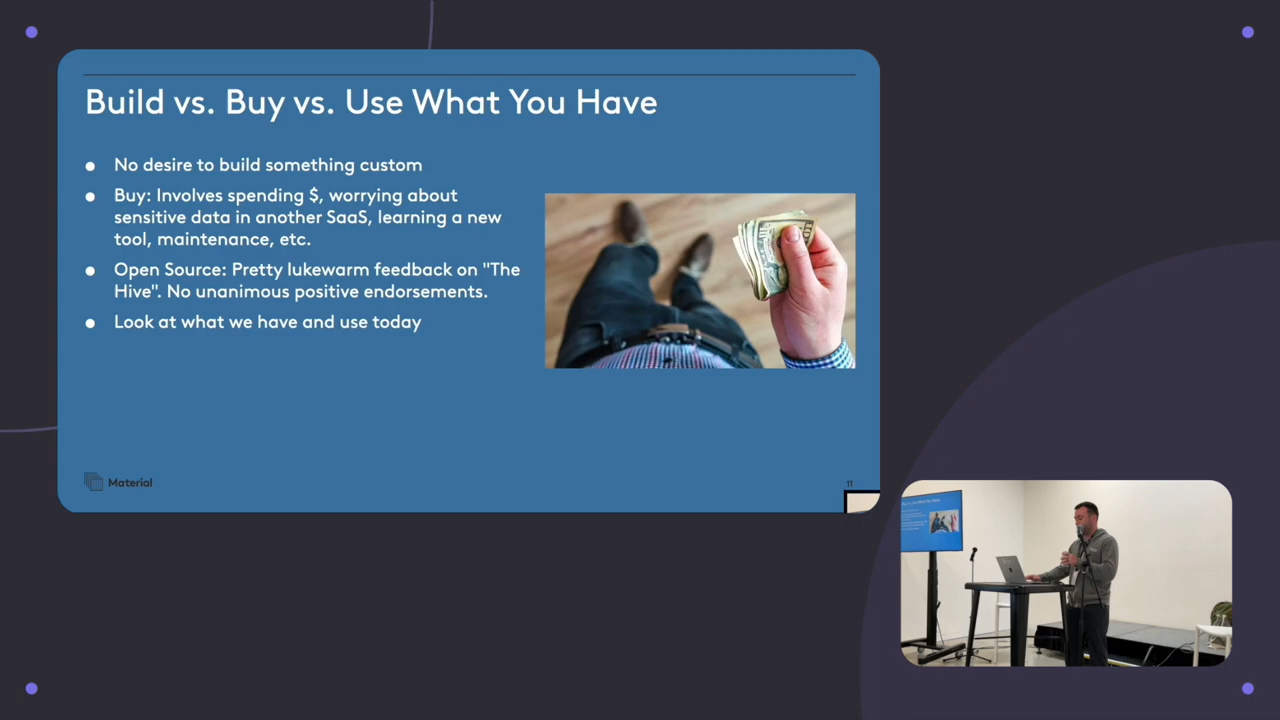 Build vs. Buy vs. Use What You Have
● No desire to build something custom
● Buy: Involves spending $, worrying about
sensitive data in another SaaS, learning a new
tool, maintenance, etc.
● Open Source: Pretty lukewarm feedback on "The
Hive". No unanimous positive endorsements.
● Look at what we have and use today
Material
11